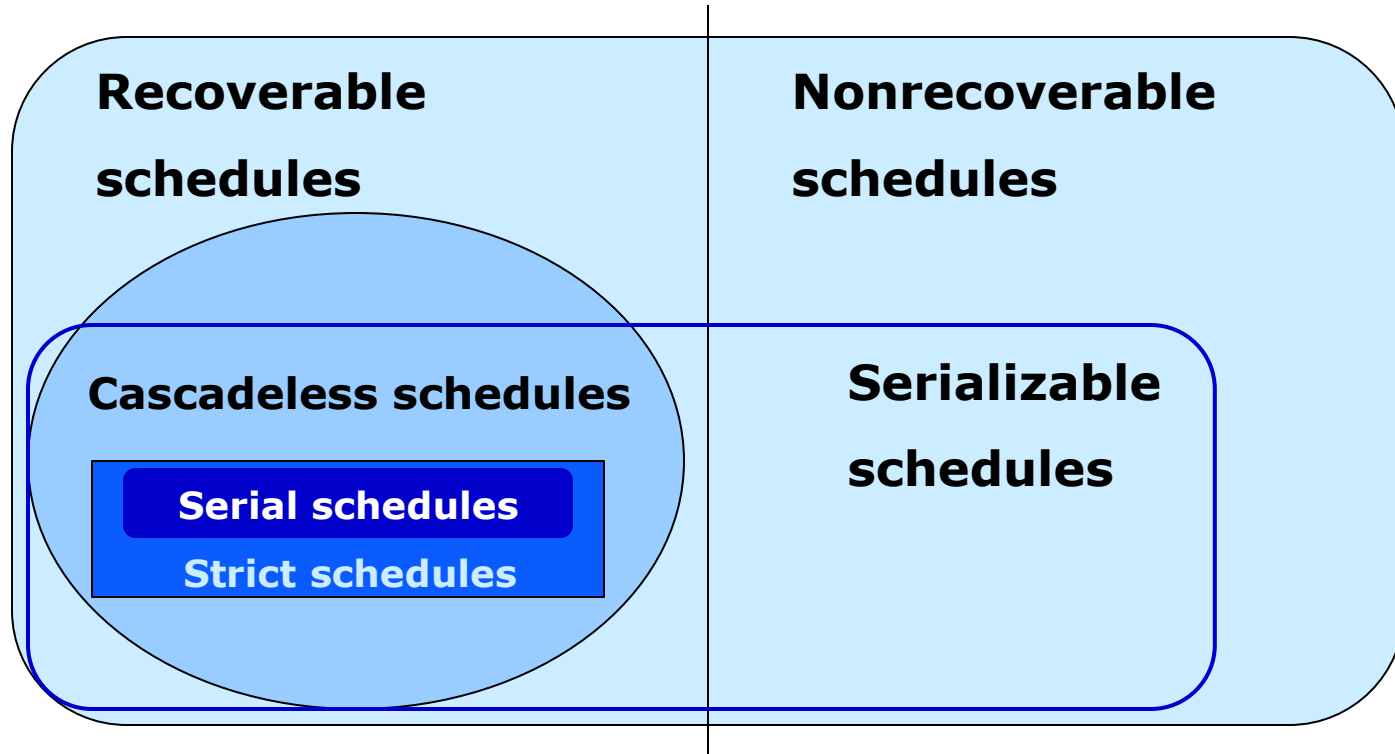 Recoverable
schedules
Nonrecoverable
schedules
Cascadeless schedules
Serializable
schedules
Serial schedules
Strict schedules